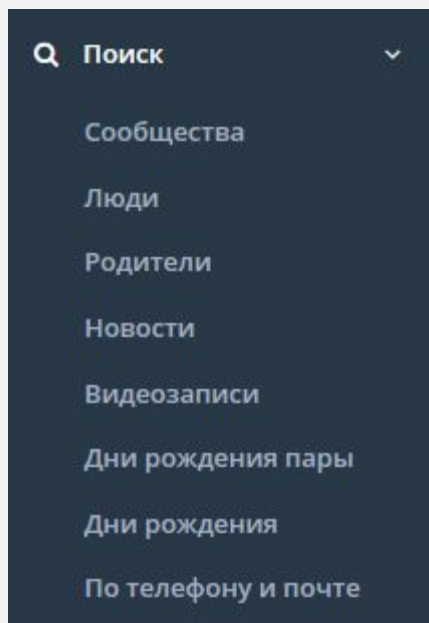 Поиск
Сообщества
Люди
Родители
Новости
Видеозаписи
Дни рождения пары
Дни рождения
По телефону и почте